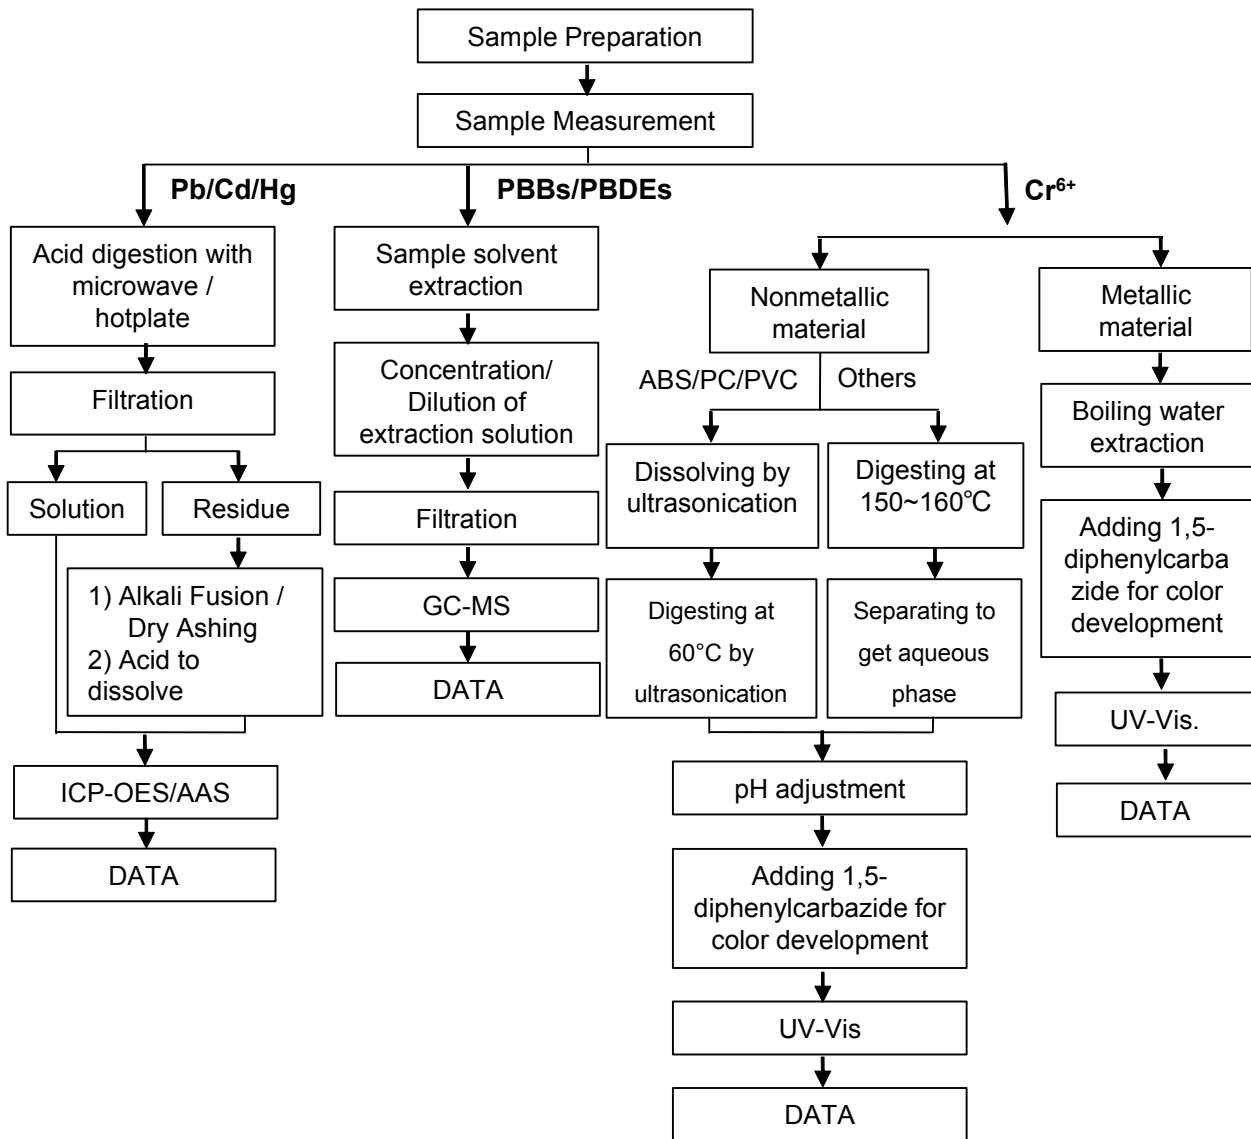 Sample Preparation
Sample Measurement
Pb/Cd/Hg
Acid digestion with
microwave /
hotplate
Filtration
Solution
Residue
1) Alkali Fusion /
Dry Ashing
2) Acid to
dissolve
ICP-OES/AAS
DATA
PBBs/PBDEs
Sample solvent
extraction
Concentration/
Dilution of
extraction solution
Filtration
GC-MS
DATA
Cr⁶⁺
Nonmetallic
material
ABS/PC/PVC
Others
Dissolving by
ultrasonication
Digesting at
60°C by
ultrasonication
Digesting at
150~160℃
Separating to
get aqueous
phase
pH adjustment
Adding 1,5-
diphenylcarbazide for
color development
UV-Vis
DATA
Metallic
material
Boiling water
extraction
Adding 1,5-
diphenylcarba
zide for color
development
UV-Vis.
DATA